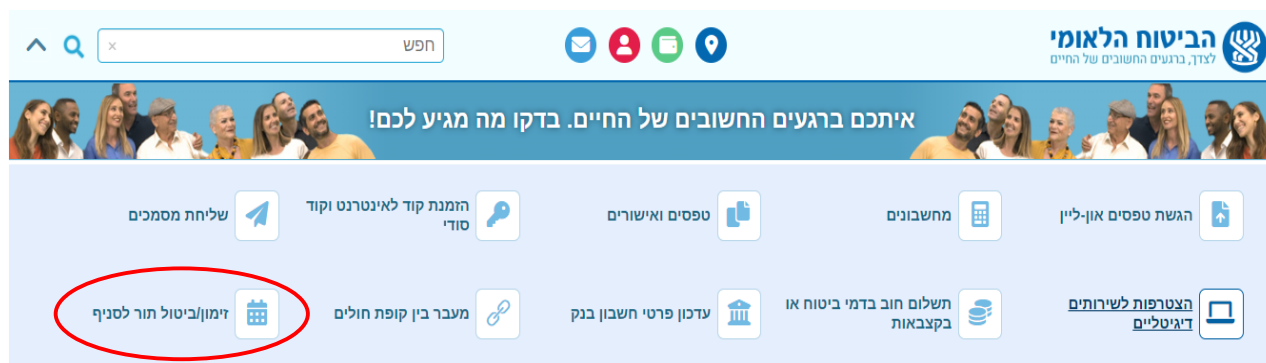 הביטוח הלאומי
לצדך, ברגעים החשובים של החיים
חפש
איתכם ברגעים החשובים של החיים. בדקו מה מגיע לכם!
הגשת טפסים און-ליין
מחשבונים
טפסים ואישורים
הזמנת קוד לאינטרנט וקוד
סודי
שליחת מסמכים
הצטרפות לשירותים
דיגיטליים
תשלום חוב בדמי ביטוח או
בקצבאות
עדכון פרטי חשבון בנק
מעבר בין קופת חולים
זימון/ביטול תור לסניף